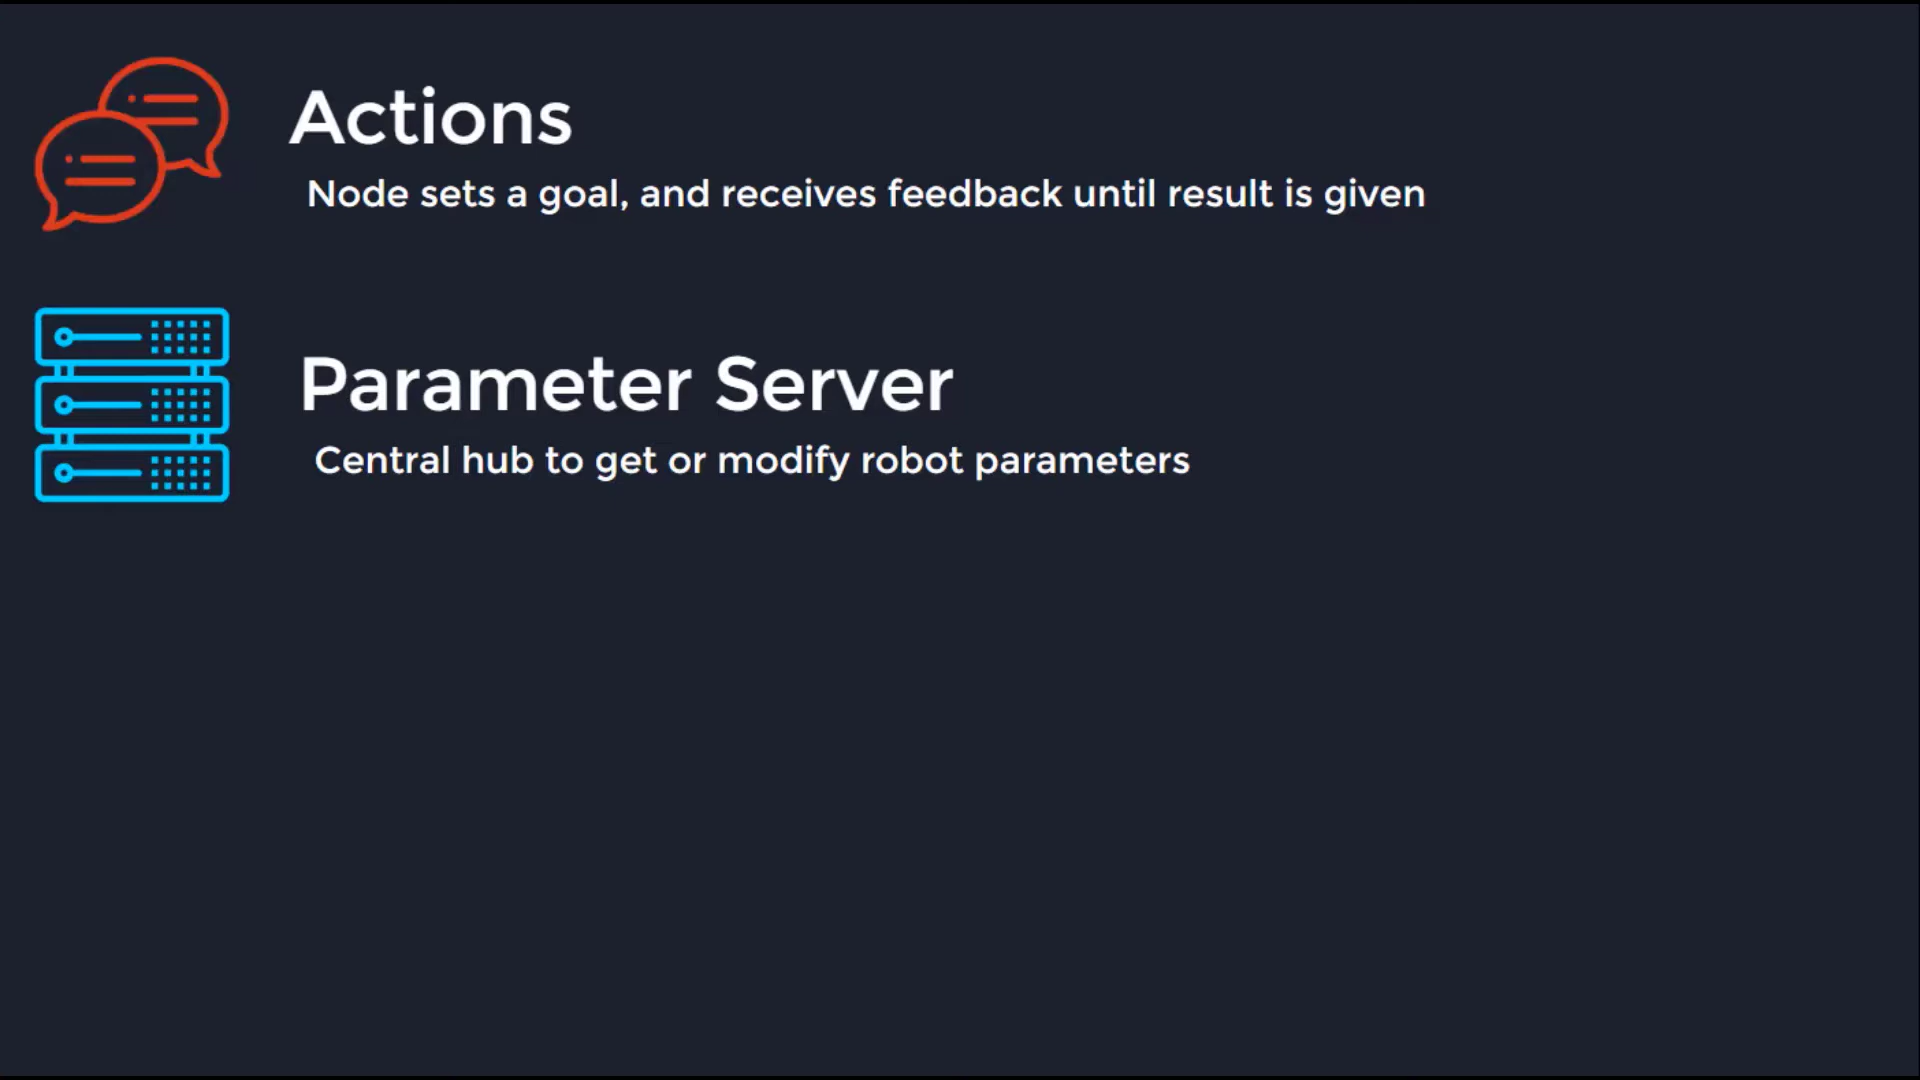 Actions
Node sets a goal, and receives feedback until result is given
Parameter Server
Central hub to get or modify robot parameters